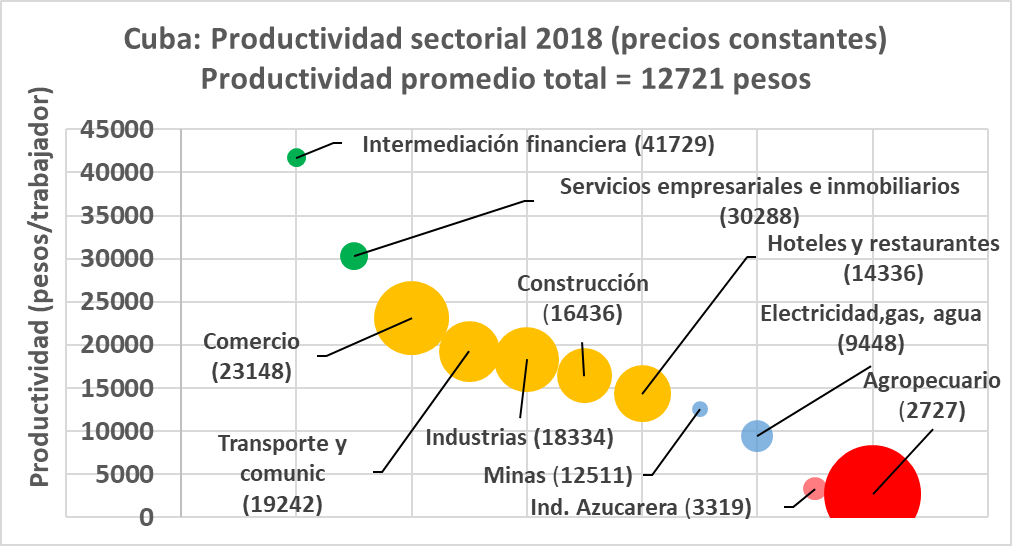 Cuba: Productividad sectorial 2018 (precios constantes)
Productividad promedio total = 12721 pesos
Productividad (pesos/trabajador)
45000
40000
35000
30000
25000
20000
15000
10000
5000
0
Intermediación financiera (41729)
Servicios empresariales e inmobiliarios
(30288)
Hoteles y restaurantes
(14336)
Construcción
(16436)
Electricidad,gas, agua
(9448)
Comercio
(23148)
Agropecuario
(2727)
Transporte y
comunic
(19242)
Industrias (18334)
Minas (12511)
Ind. Azucarera (3319)